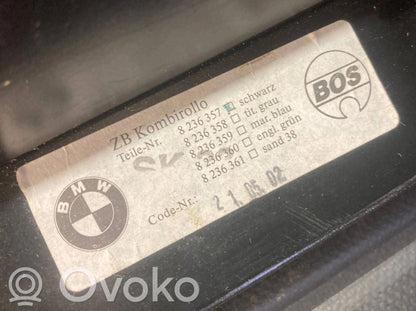 ZB Kombirollo
Teile-Nr. 8 236 357 schwarz
8 236 358 tit. grau
8 236 359 mar. blau
8 236 360 engl. grün
8 236 361 sand 38
Code-Nr.:
21.05.02
BMW
BOS
ovoko